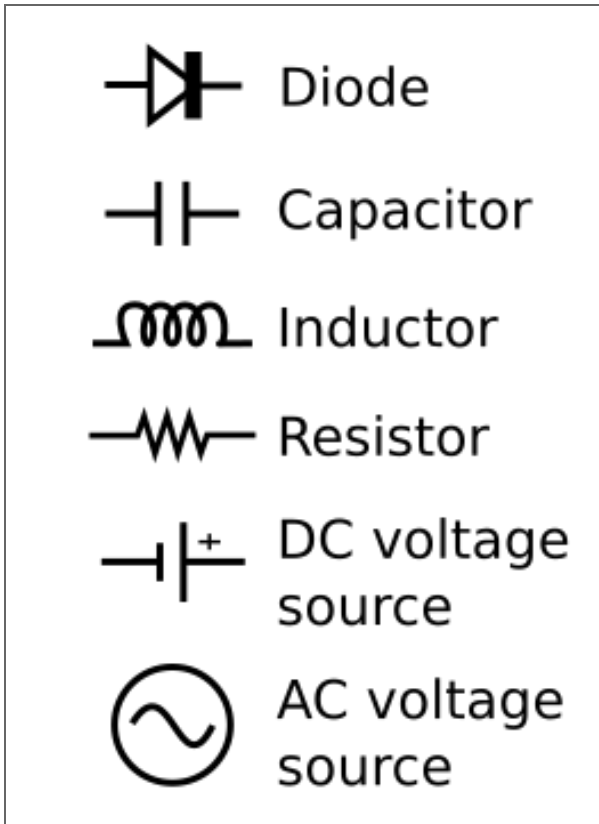 Diode
Capacitor
Inductor
Resistor
+
DC voltage
source
AC voltage
source